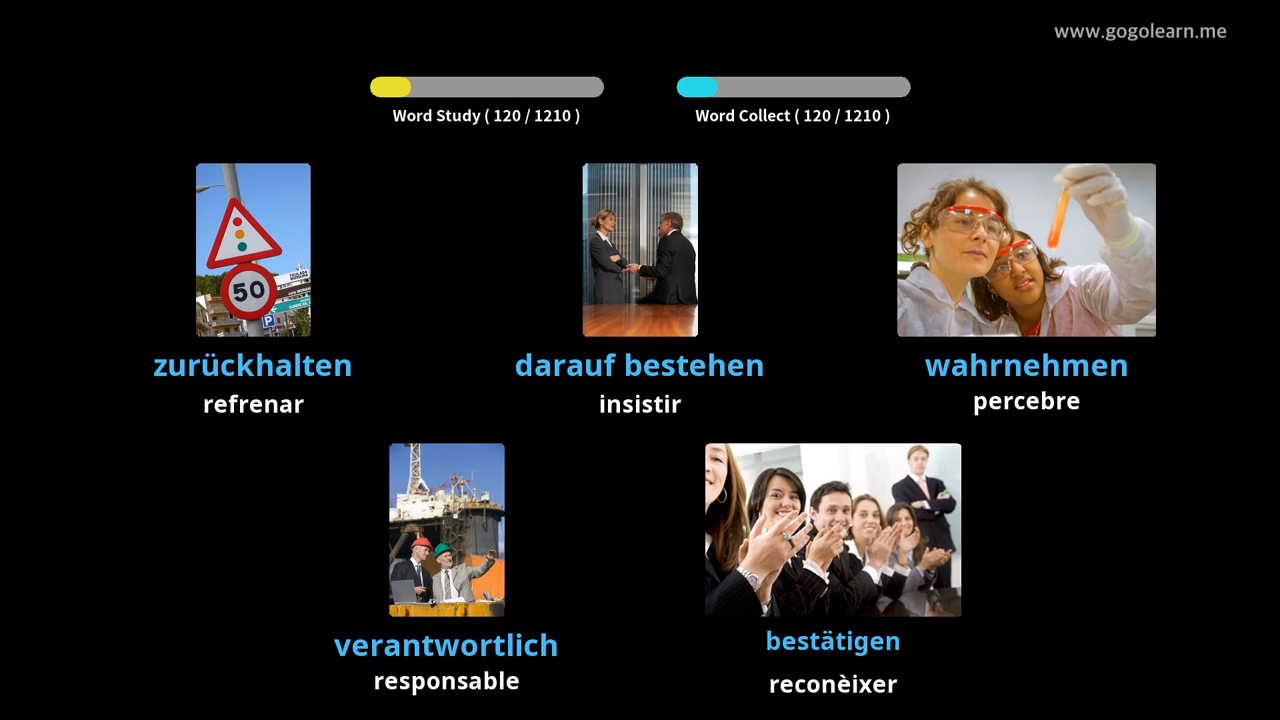 www.gogolearn.me
Word Study ( 120 / 1210 )
Word Collect ( 120 / 1210 )
50
P
zurückhalten
refrenar
darauf bestehen
insistir
wahrnehmen
percebre
verantwortlich
responsable
bestätigen
reconèixer